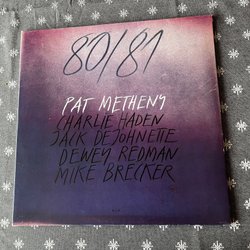 80/81
PAT METHENY
CHARLIE HADEN
JACK DEJOHNETTE
DEWEY REDMAN
MIKE BRECKER